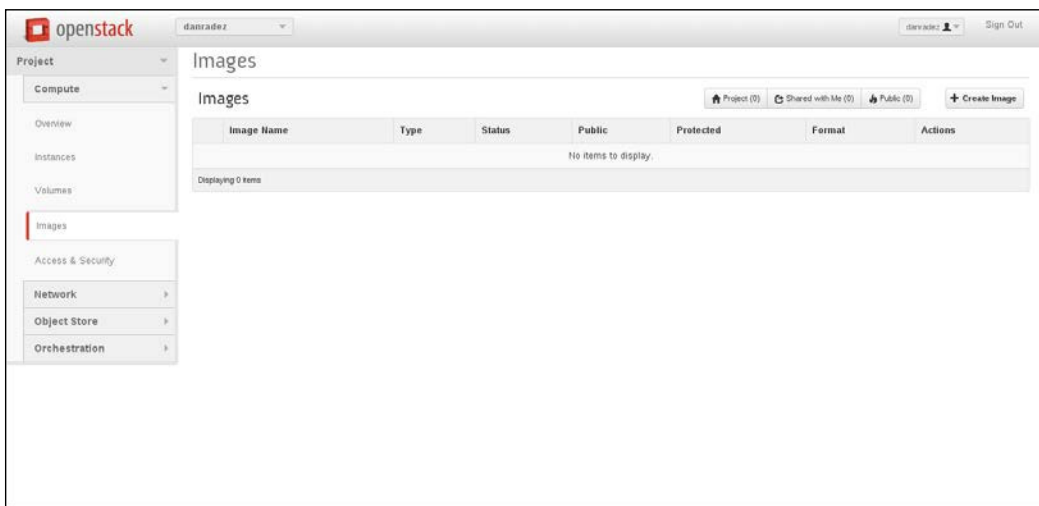 openstack
danradez
danradez
Sign Out
Project
Compute
Overview
Instances
Volumes
Images
Access & Security
Network
Object Store
Orchestration
Images
Images
Project (0)
Shared with Me (0)
Public (0)
+ Create Image
Image Name Type Status Public Protected Format Actions
No items to display.
Displaying 0 items